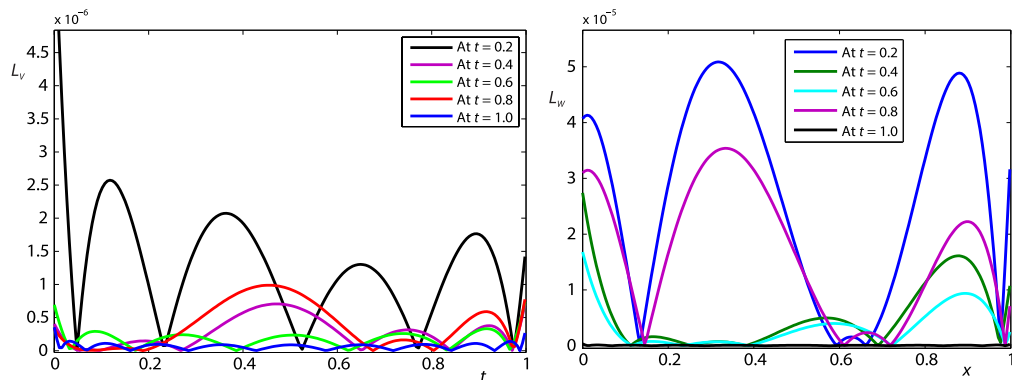 x 10⁻⁶
4.5
4
3.5
3
2.5
2
1.5
1
0.5
0
L_V
0
0.2
0.4
0.6
0.8
1
t
At t = 0.2
At t = 0.4
At t = 0.6
At t = 0.8
At t = 1.0
x 10⁻⁵
5
4
3
2
1
0
L_W
0
0.2
0.4
0.6
0.8
1
x
At t = 0.2
At t = 0.4
At t = 0.6
At t = 0.8
At t = 1.0